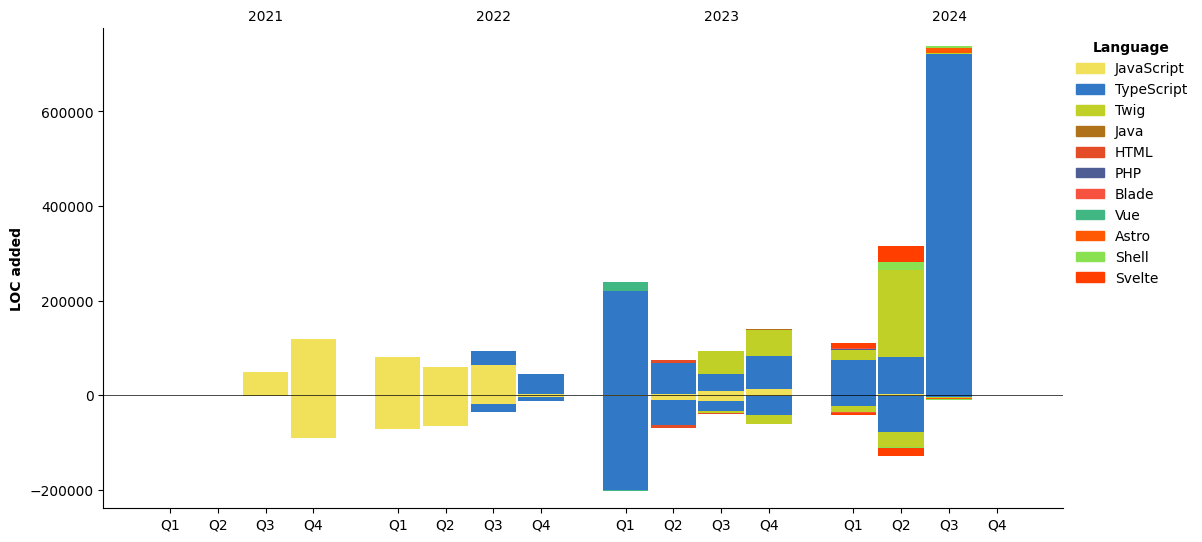 2021 2022 2023 2024
LOC added
600000
400000
200000
0
−200000
Q1 Q2 Q3 Q4 Q1 Q2 Q3 Q4 Q1 Q2 Q3 Q4 Q1 Q2 Q3 Q4
Language
JavaScript
TypeScript
Twig
Java
HTML
PHP
Blade
Vue
Astro
Shell
Svelte